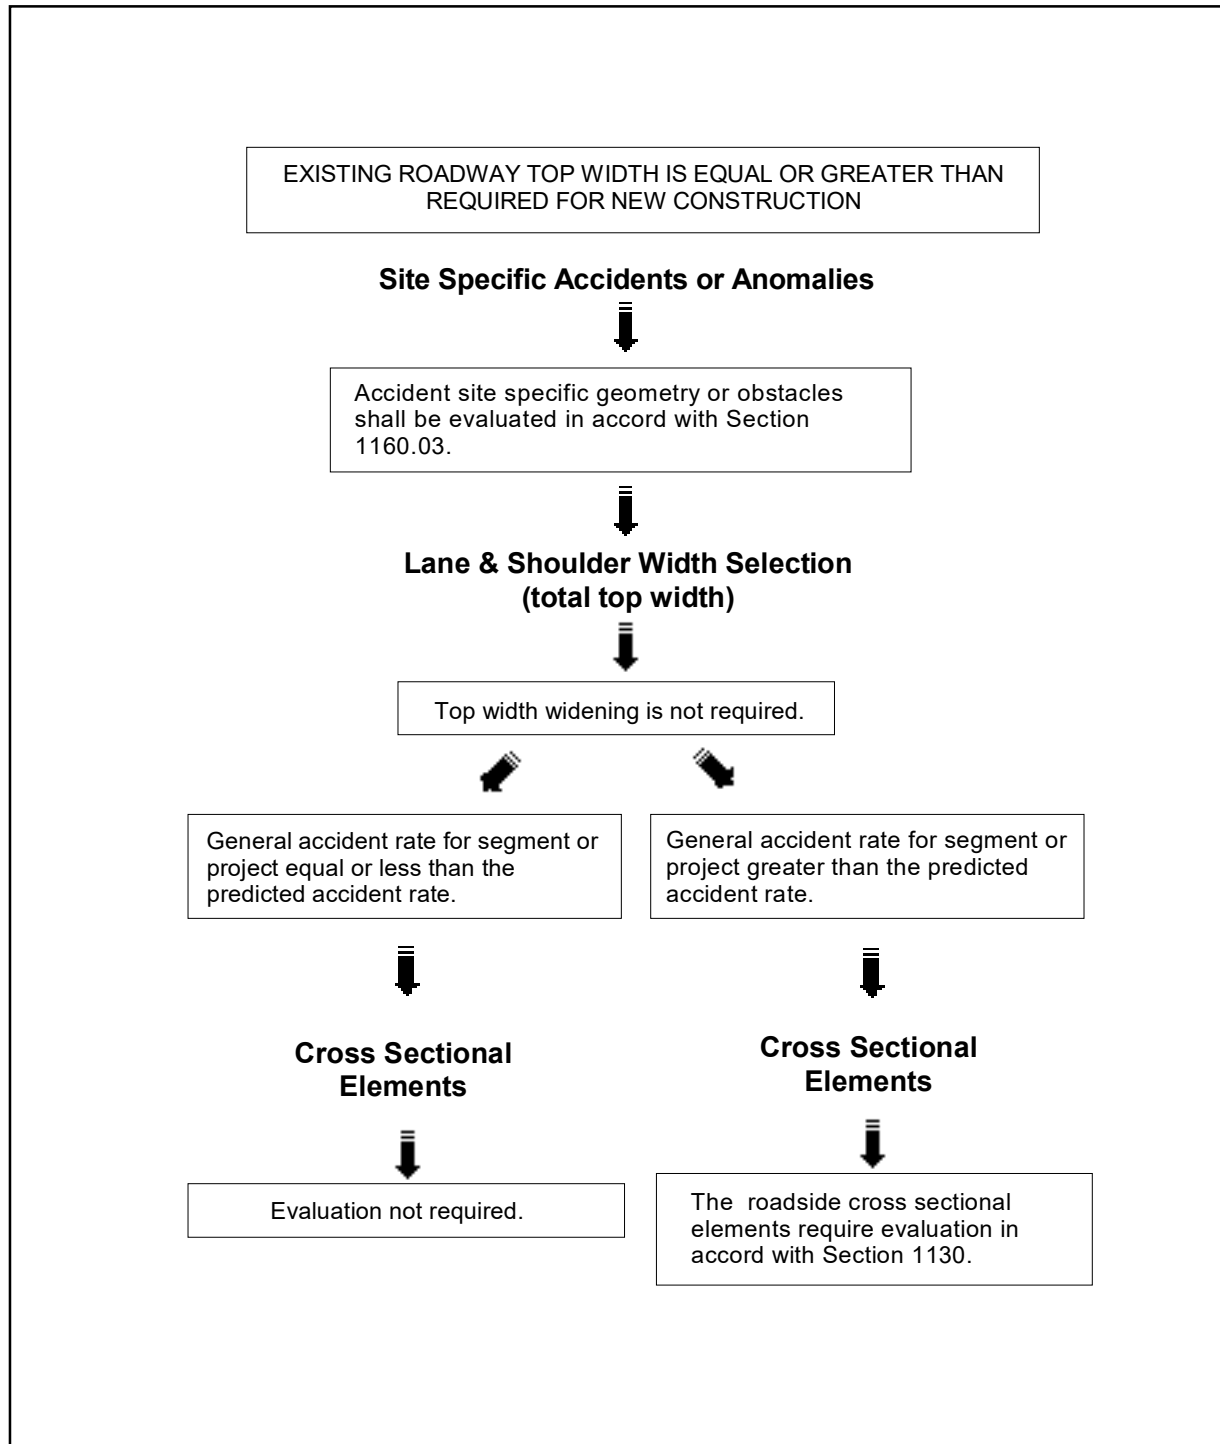 EXISTING ROADWAY TOP WIDTH IS EQUAL OR GREATER THAN
REQUIRED FOR NEW CONSTRUCTION
Site Specific Accidents or Anomalies
Accident site specific geometry or obstacles
shall be evaluated in accord with Section
1160.03.
Lane & Shoulder Width Selection
(total top width)
Top width widening is not required.
General accident rate for segment or
project equal or less than the
predicted accident rate.
General accident rate for segment or
project greater than the predicted
accident rate.
Cross Sectional
Elements
Cross Sectional
Elements
Evaluation not required.
The roadside cross sectional
elements require evaluation in
accord with Section 1130.